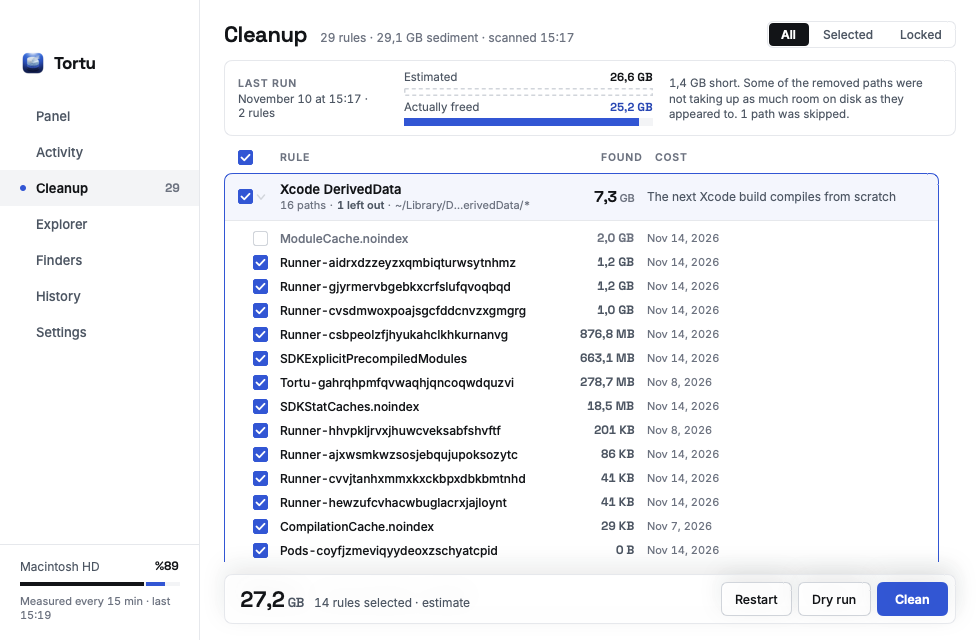 Tortu
Panel
Activity
Cleanup 29
Explorer
Finders
History
Settings
Macintosh HD %89
Measured every 15 min · last
15:19
Cleanup 29 rules · 29,1 GB sediment · scanned 15:17
All Selected Locked
LAST RUN
November 10 at 15:17 ·
2 rules
Estimated 26,6 GB
Actually freed 25,2 GB
1,4 GB short. Some of the removed paths were
not taking up as much room on disk as they
appeared to. 1 path was skipped.
RULE FOUND COST
Xcode DerivedData 7,3 GB The next Xcode build compiles from scratch
16 paths · 1 left out · ~/Library/D...erivedData/*
ModuleCache.noindex 2,0 GB Nov 14, 2026
Runner-aidrxdzzeyzxqmbiqturwsytnhmz 1,2 GB Nov 14, 2026
Runner-gjyrmervbgebkxcrfslufqvoqbqd 1,2 GB Nov 14, 2026
Runner-cvsdmwoxpoajsgcfddcnvzxgmgrg 1,0 GB Nov 14, 2026
Runner-csbpeolzfjhyukahclkhkurnanvg 876,8 MB Nov 14, 2026
SDKExplicitPrecompiledModules 663,1 MB Nov 14, 2026
Tortu-gahrqhpmfqvwaqhjqncoqwdquzvi 278,7 MB Nov 8, 2026
SDKStatCaches.noindex 18,5 MB Nov 14, 2026
Runner-hhvpkljrvxjhuwcveksabfshvftf 201 KB Nov 8, 2026
Runner-ajxwsmkwzsosjebqujupoksozytc 86 KB Nov 14, 2026
Runner-cvvjtanhxmmxkxckbpxdbkbmtnhd 41 KB Nov 14, 2026
Runner-hewzufcvhacwbuglacrxjajloynt 41 KB Nov 14, 2026
CompilationCache.noindex 29 KB Nov 7, 2026
Pods-coyfjzmeviqyydeoxzschyatcpid 0 B Nov 14, 2026
27,2 GB 14 rules selected · estimate
Restart Dry run Clean